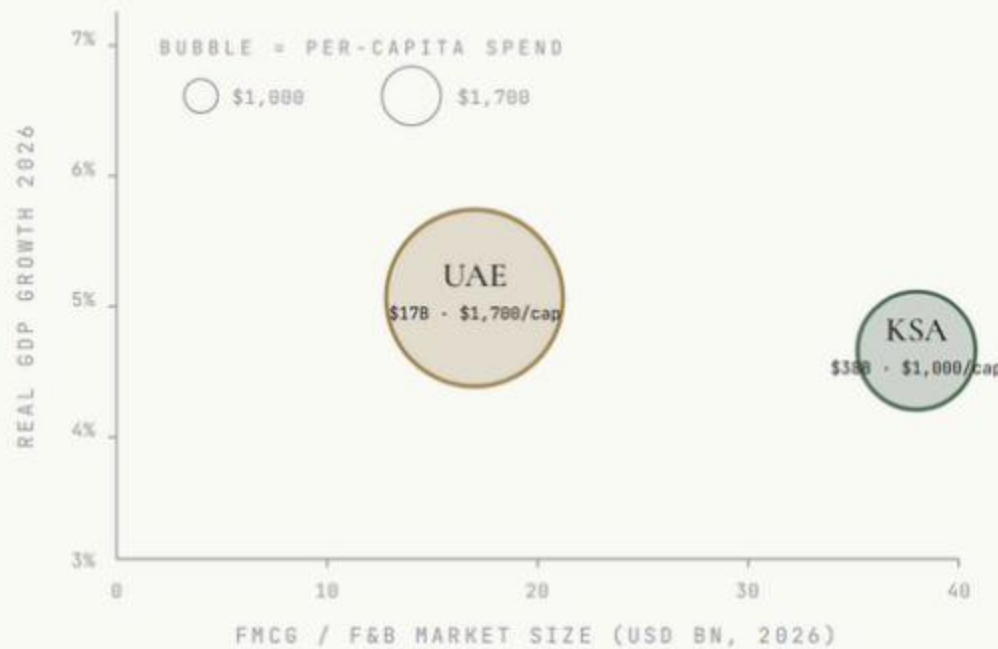 7%
BUBBLE = PER-CAPITA SPEND
$1,000
$1,700
6%
REAL GDP GROWTH 2026
UAE
5%
$17B · $1,700/cap
KSA
$38B · $1,000/cap
4%
3%
0
10
20
30
40
FMCG / F&B MARKET SIZE (USD BN, 2026)